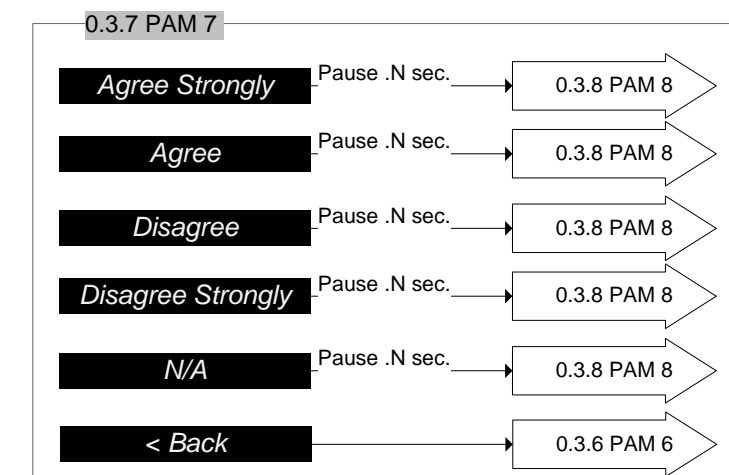 0.3.7 PAM 7
Agree Strongly Pause .N sec. 0.3.8 PAM 8
Agree Pause .N sec. 0.3.8 PAM 8
Disagree Pause .N sec. 0.3.8 PAM 8
Disagree Strongly Pause .N sec. 0.3.8 PAM 8
N/A Pause .N sec. 0.3.8 PAM 8
< Back 0.3.6 PAM 6